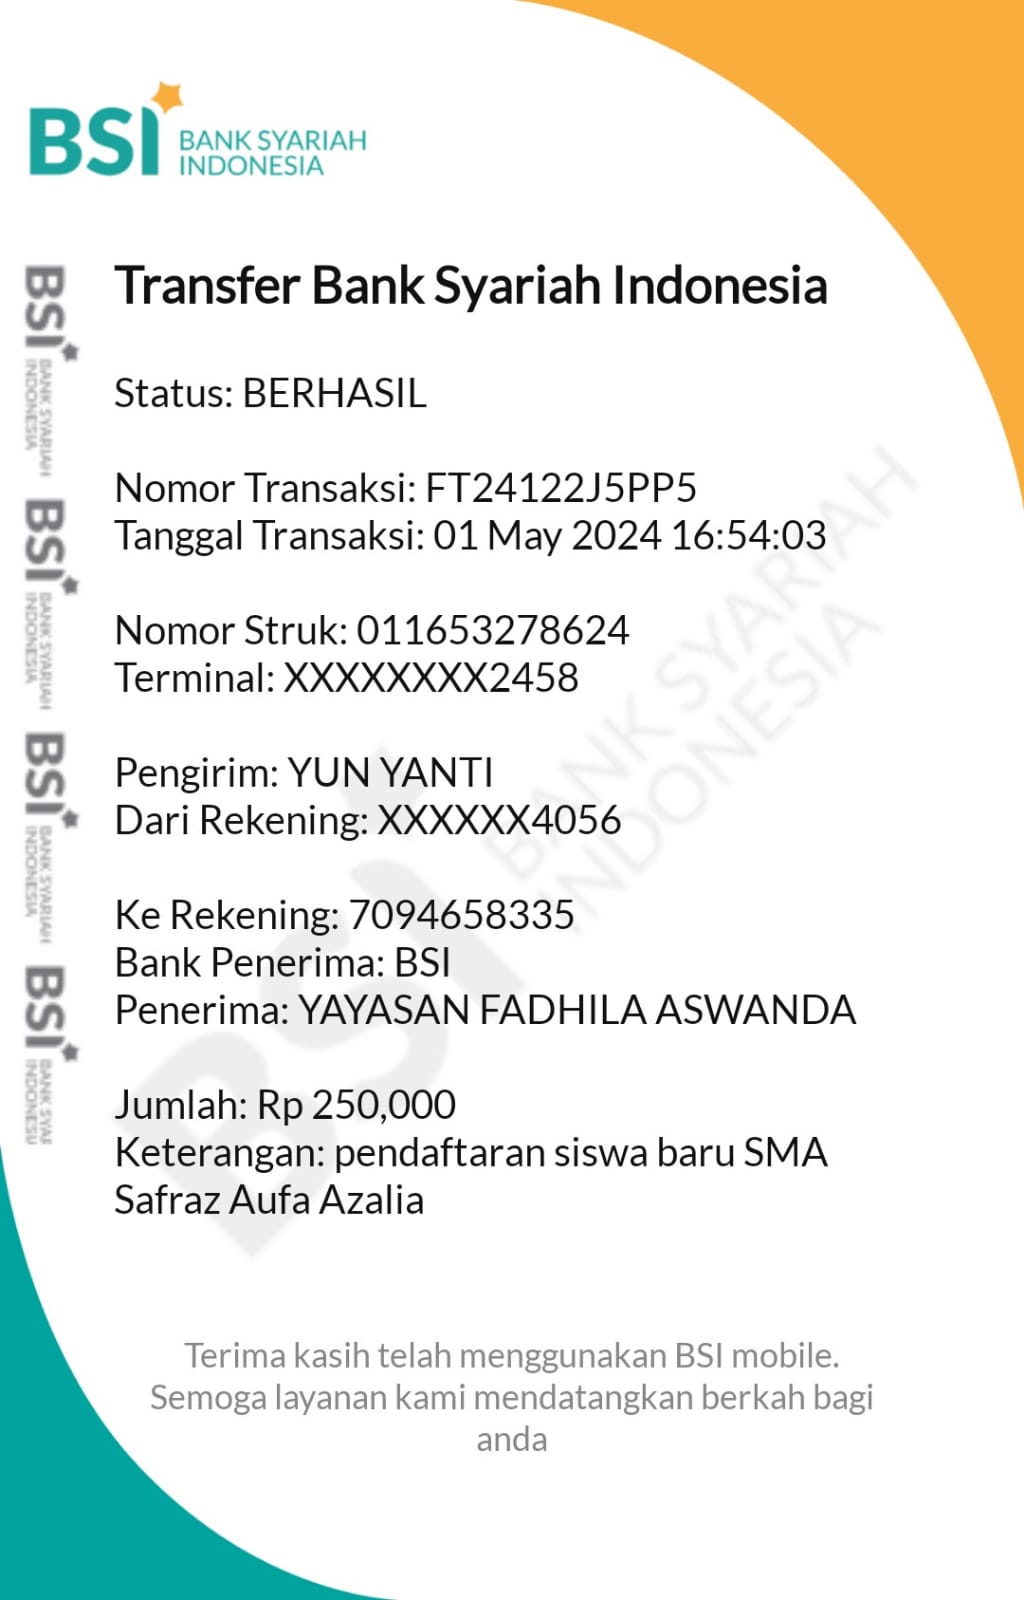 BSI BANK SYARIAH
INDONESIA
Transfer Bank Syariah Indonesia
Status: BERHASIL
Nomor Transaksi: FT24122J5PP5
Tanggal Transaksi: 01 May 2024 16:54:03
Nomor Struk: 011653278624
Terminal: XXXXXXXX2458
Pengirim: YUN YANTI
Dari Rekening: XXXXXX4056
Ke Rekening: 7094658335
Bank Penerima: BSI
Penerima: YAYASAN FADHILA ASWANDA
Jumlah: Rp 250,000
Keterangan: pendaftaran siswa baru SMA
Safraz Aufa Azalia
Terima kasih telah menggunakan BSI mobile.
Semoga layanan kami mendatangkan berkah bagi
anda
BSI BANK SYARIAH
INDONESIA
BSI BANK SYARIAH
INDONESIA
BSI BANK SYARIAH
INDONESIA
BSI BANK SYAR
INDONESI
BSI BANK SYARIAH
INDONESIA